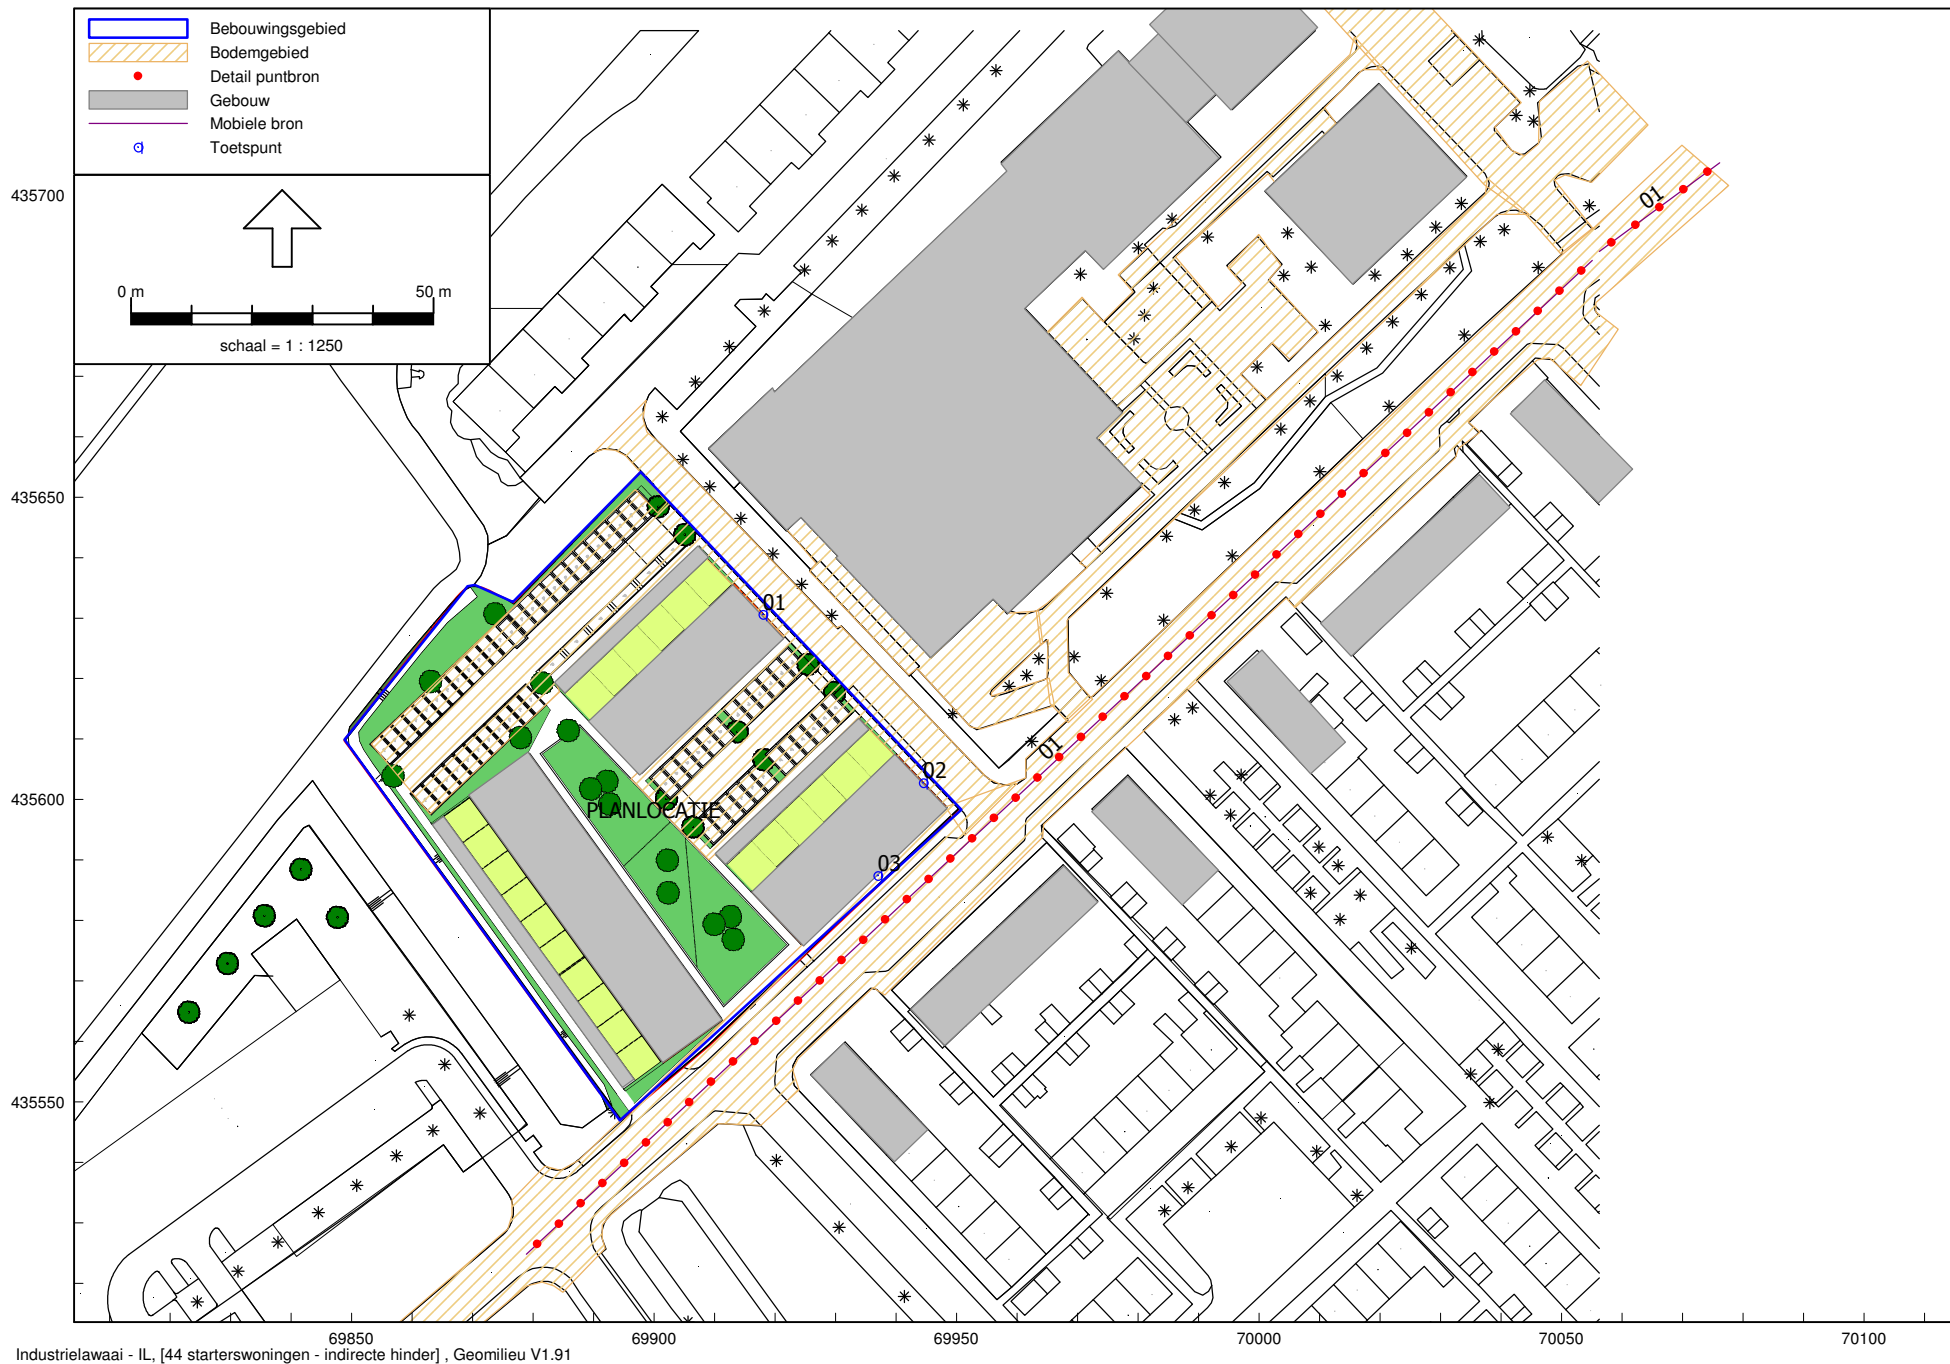 Bebouwingsgebied
Bodemgebied
Detail puntbron
Gebouw
Mobiele bron
Toetspunt
0 m 50 m
schaal = 1 : 1250
435700
435650
435600
435550
01
01
02
01
PLANLOCATIE
03
69850 69900 69950 70000 70050 70100
Industrielawaai - IL, [44 starterswoningen - indirecte hinder] , Geomilieu V1.91